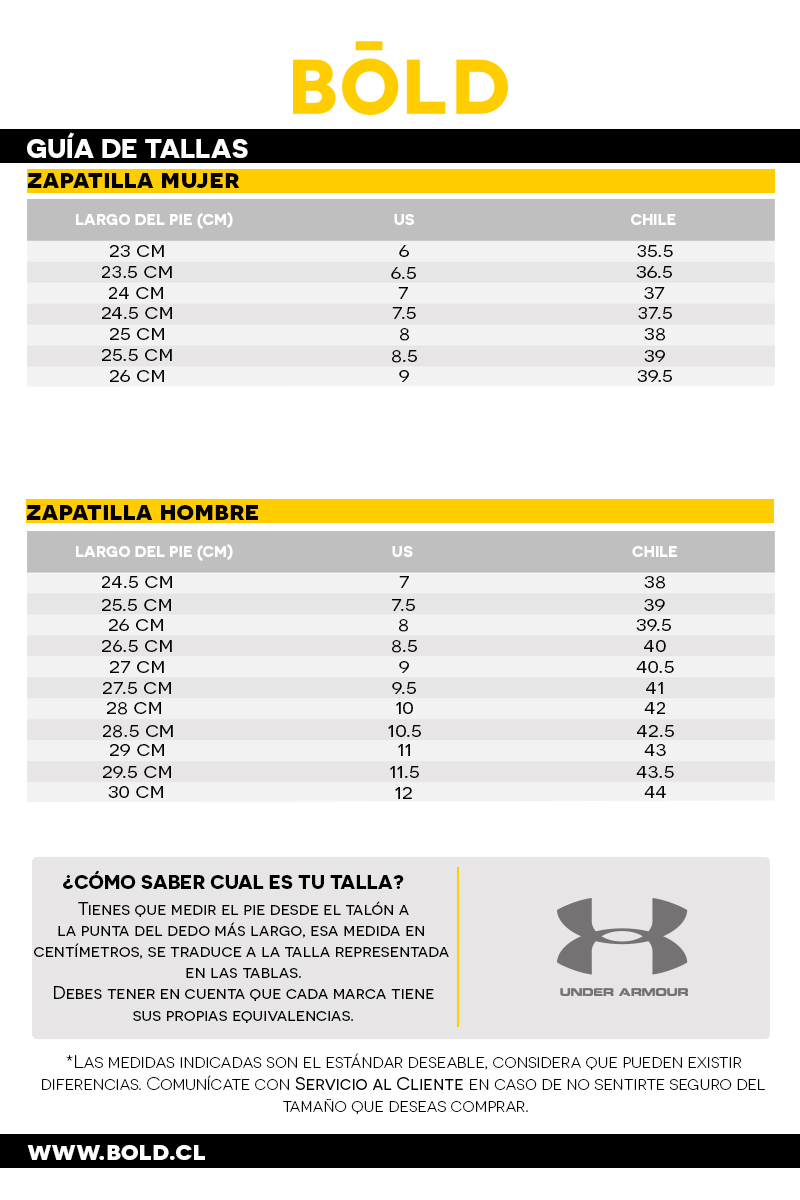 BŌLD
GUÍA DE TALLAS
ZAPATILLA MUJER
LARGO DEL PIE (CM) US CHILE
23 CM 6 35.5
23.5 CM 6.5 36.5
24 CM 7 37
24.5 CM 7.5 37.5
25 CM 8 38
25.5 CM 8.5 39
26 CM 9 39.5
ZAPATILLA HOMBRE
LARGO DEL PIE (CM) US CHILE
24.5 CM 7 38
25.5 CM 7.5 39
26 CM 8 39.5
26.5 CM 8.5 40
27 CM 9 40.5
27.5 CM 9.5 41
28 CM 10 42
28.5 CM 10.5 42.5
29 CM 11 43
29.5 CM 11.5 43.5
30 CM 12 44
¿CÓMO SABER CUAL ES TU TALLA?
Tienes que medir el pie desde el talón a
la punta del dedo más largo, esa medida en
centímetros, se traduce a la talla representada
en las tablas.
Debes tener en cuenta que cada marca tiene
sus propias equivalencias.
UNDER ARMOUR
*Las medidas indicadas son el estándar deseable, considera que pueden existir
diferencias. Comunícate con Servicio al Cliente en caso de no sentirte seguro del
tamaño que deseas comprar.
WWW.BOLD.CL